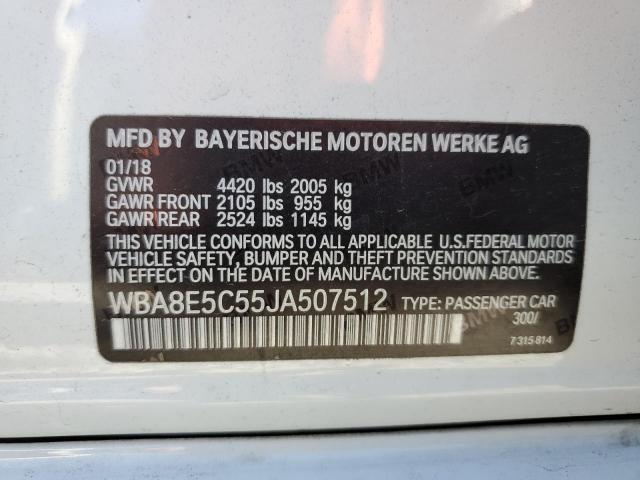 MFD BY BAYERISCHE MOTOREN WERKE AG
01/18
GVWR 4420 lbs 2005 kg
GAWR FRONT 2105 lbs 955 kg
GAWR REAR 2524 lbs 1145 kg
THIS VEHICLE CONFORMS TO ALL APPLICABLE U.S.FEDERAL MOTOR
VEHICLE SAFETY, BUMPER AND THEFT PREVENTION STANDARDS
IN EFFECT ON THE DATE OF MANUFACTURE SHOWN ABOVE.
WBA8E5C55JA507512 TYPE: PASSENGER CAR
300/
7 315 814